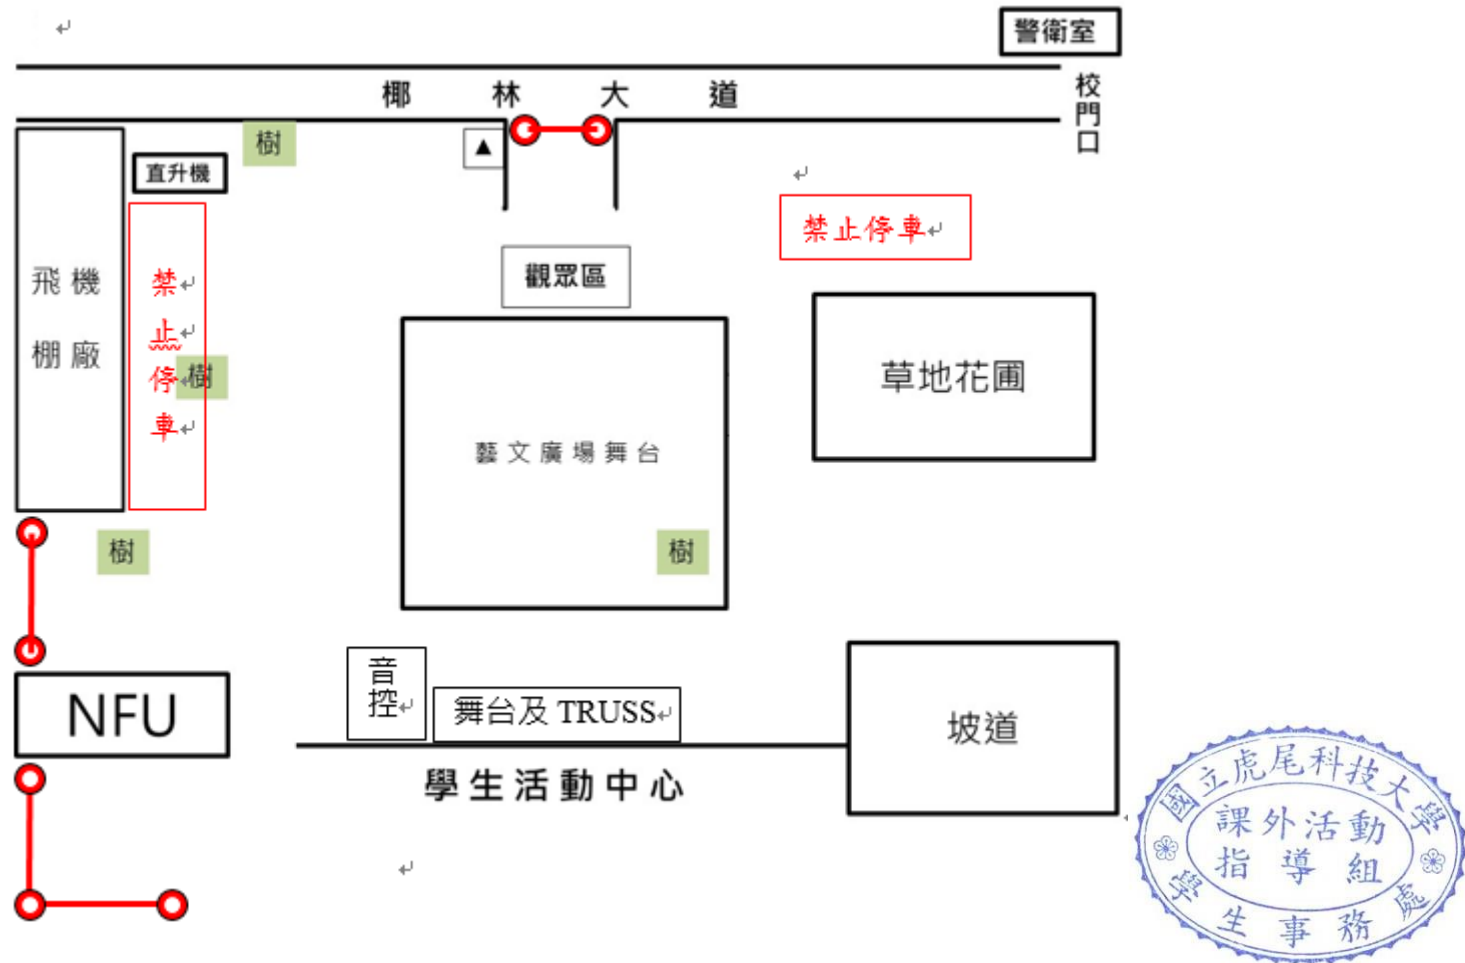 警衛室
椰林大道
校門口
樹
▲
直升機
禁止停車
飛機
棚廠
禁
止
停
車
觀眾區
樹
草地花圃
藝文廣場舞台
樹
樹
音控
舞台及 TRUSS
NFU
坡道
學生活動中心
國立虎尾科技大學
課外活動
指導組
學生事務處